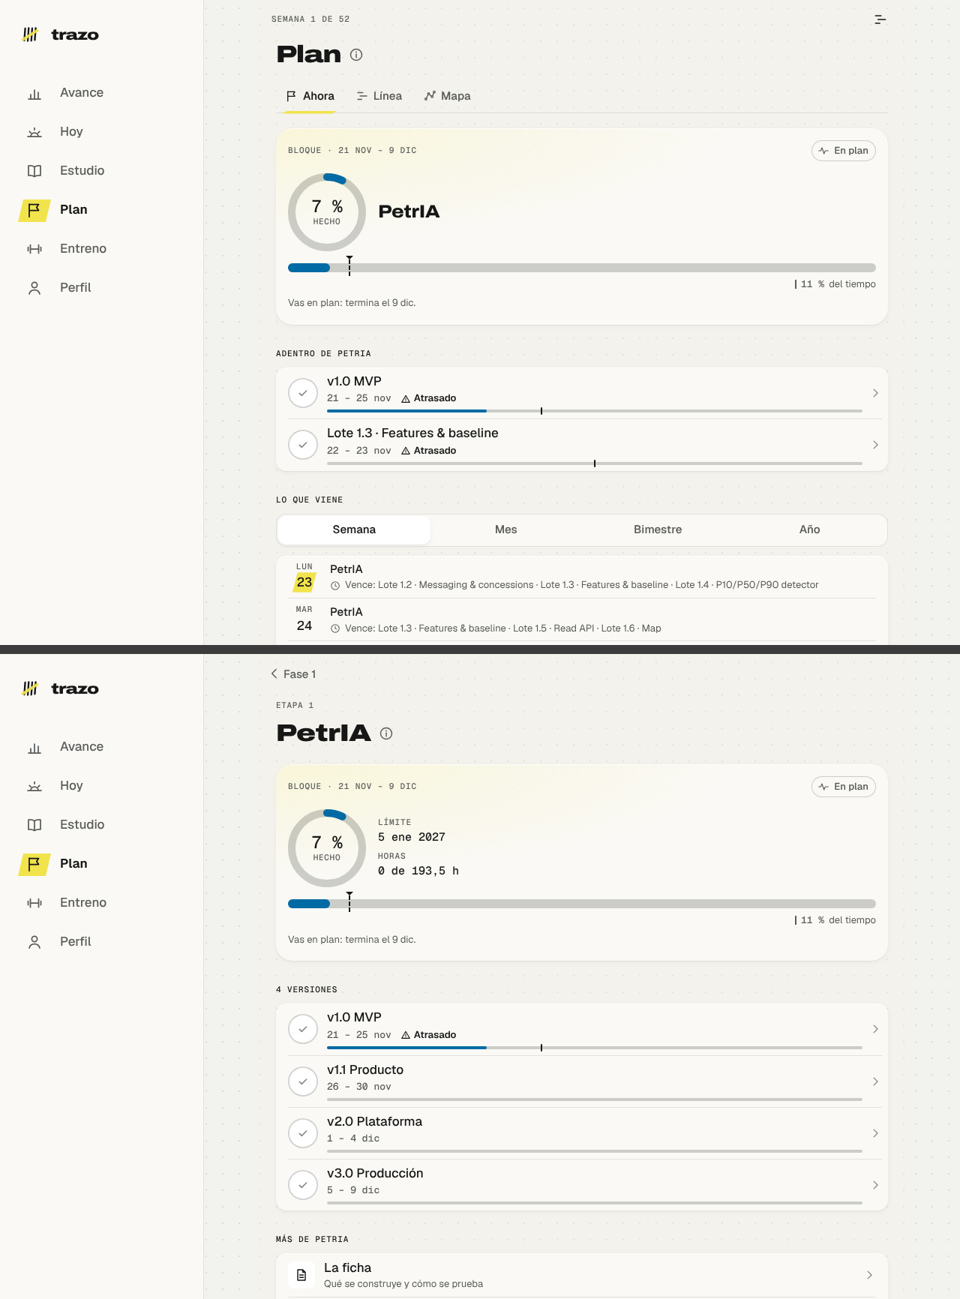 trazo
Avance
Hoy
Estudio
Plan
Entreno
Perfil
SEMANA 1 DE 52
Plan
Ahora
Línea
Mapa
BLOQUE · 21 NOV – 9 DIC
En plan
7 %
HECHO
PetrIA
11 % del tiempo
Vas en plan: termina el 9 dic.
ADENTRO DE PETRIA
v1.0 MVP
21 – 25 nov Atrasado
Lote 1.3 · Features & baseline
22 – 23 nov Atrasado
LO QUE VIENE
Semana
Mes
Bimestre
Año
LUN
23
PetrIA
Vence: Lote 1.2 · Messaging & concessions · Lote 1.3 · Features & baseline · Lote 1.4 · P10/P50/P90 detector
MAR
24
PetrIA
Vence: Lote 1.3 · Features & baseline · Lote 1.5 · Read API · Lote 1.6 · Map
trazo
Avance
Hoy
Estudio
Plan
Entreno
Perfil
Fase 1
ETAPA 1
PetrIA
BLOQUE · 21 NOV – 9 DIC
En plan
7 %
HECHO
LÍMITE
5 ene 2027
HORAS
0 de 193,5 h
11 % del tiempo
Vas en plan: termina el 9 dic.
4 VERSIONES
v1.0 MVP
21 – 25 nov Atrasado
v1.1 Producto
26 – 30 nov
v2.0 Plataforma
1 – 4 dic
v3.0 Producción
5 – 9 dic
MÁS DE PETRIA
La ficha
Qué se construye y cómo se prueba